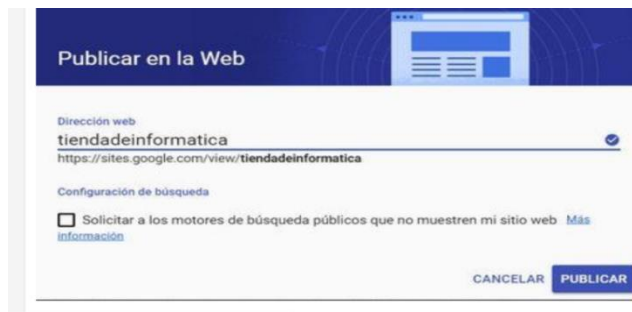 Publicar en la Web
Dirección web
tiendadeinformatica
https://sites.google.com/view/tiendadeinformatica
Configuración de búsqueda
Solicitar a los motores de búsqueda públicos que no muestren mi sitio web Más
información
CANCELAR PUBLICAR